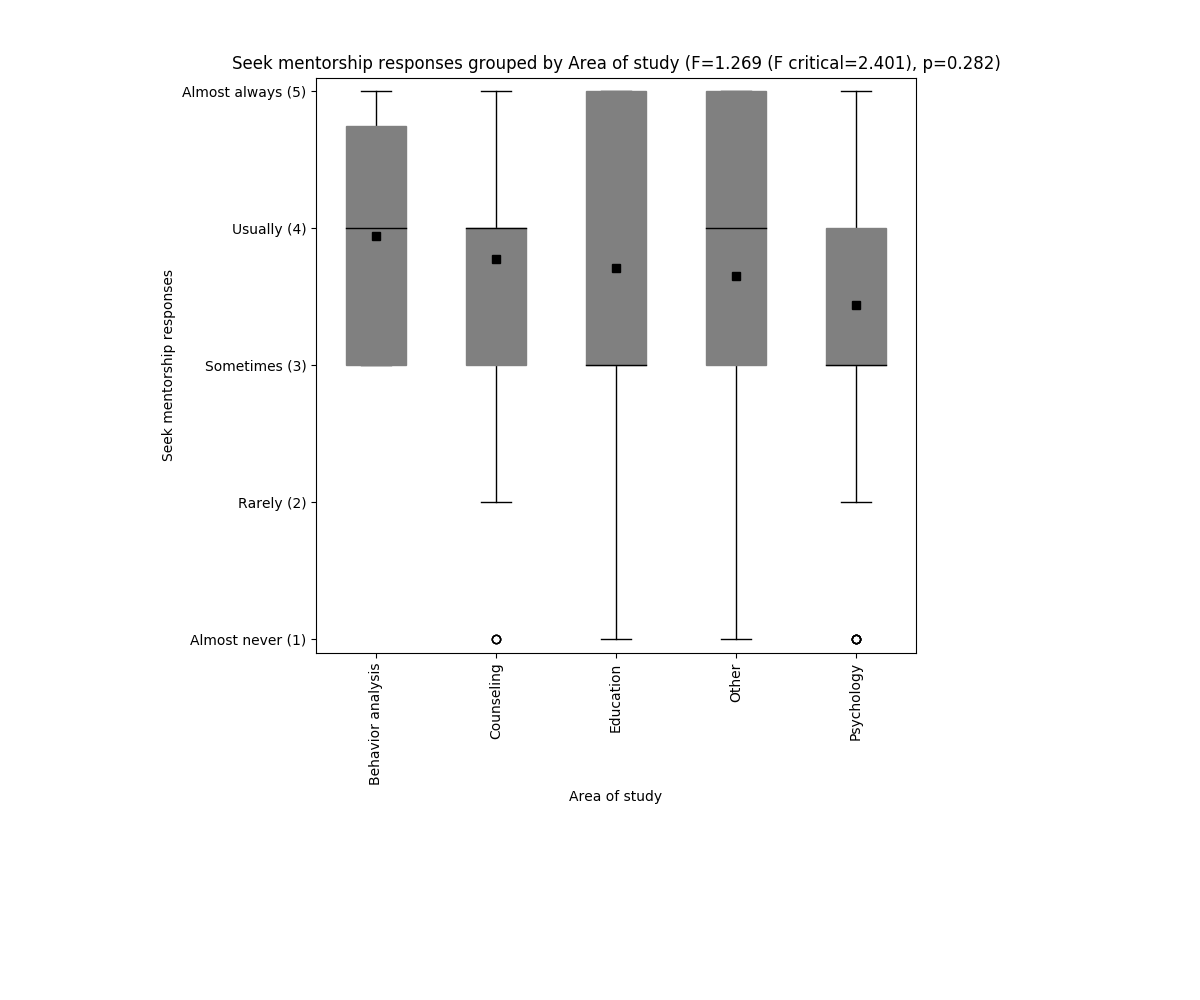 Seek mentorship responses grouped by Area of study (F=1.269 (F critical=2.401), p=0.282)
Almost always (5)
Usually (4)
Sometimes (3)
Rarely (2)
Almost never (1)
Seek mentorship responses
Behavior analysis
Counseling
Education
Other
Psychology
Area of study